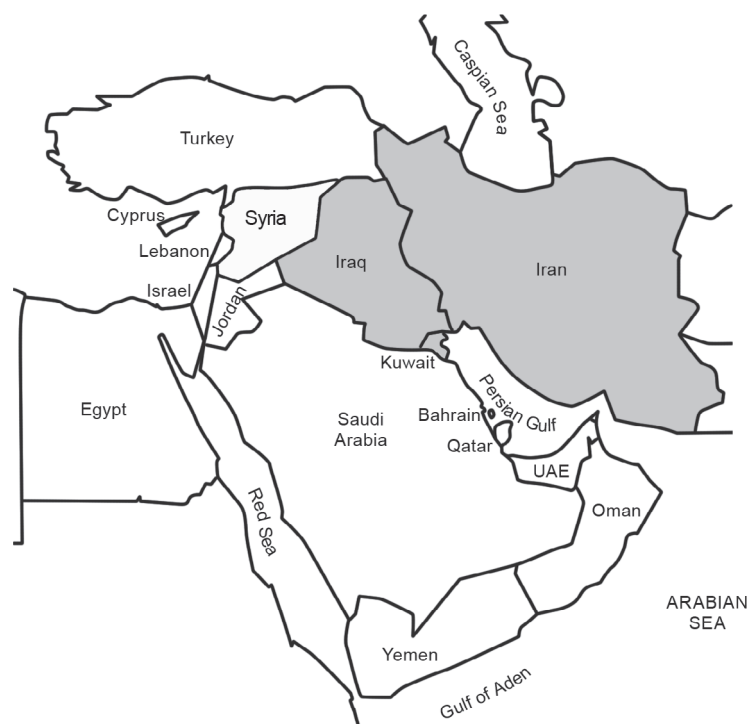 Caspian Sea
Turkey
Cyprus
Syria
Lebanon
Iraq
Iran
Israel
Jordan
Kuwait
Egypt
Saudi
Arabia
Bahrain
Persian Gulf
Qatar
UAE
Red Sea
Oman
ARABIAN
SEA
Yemen
Gulf of Aden